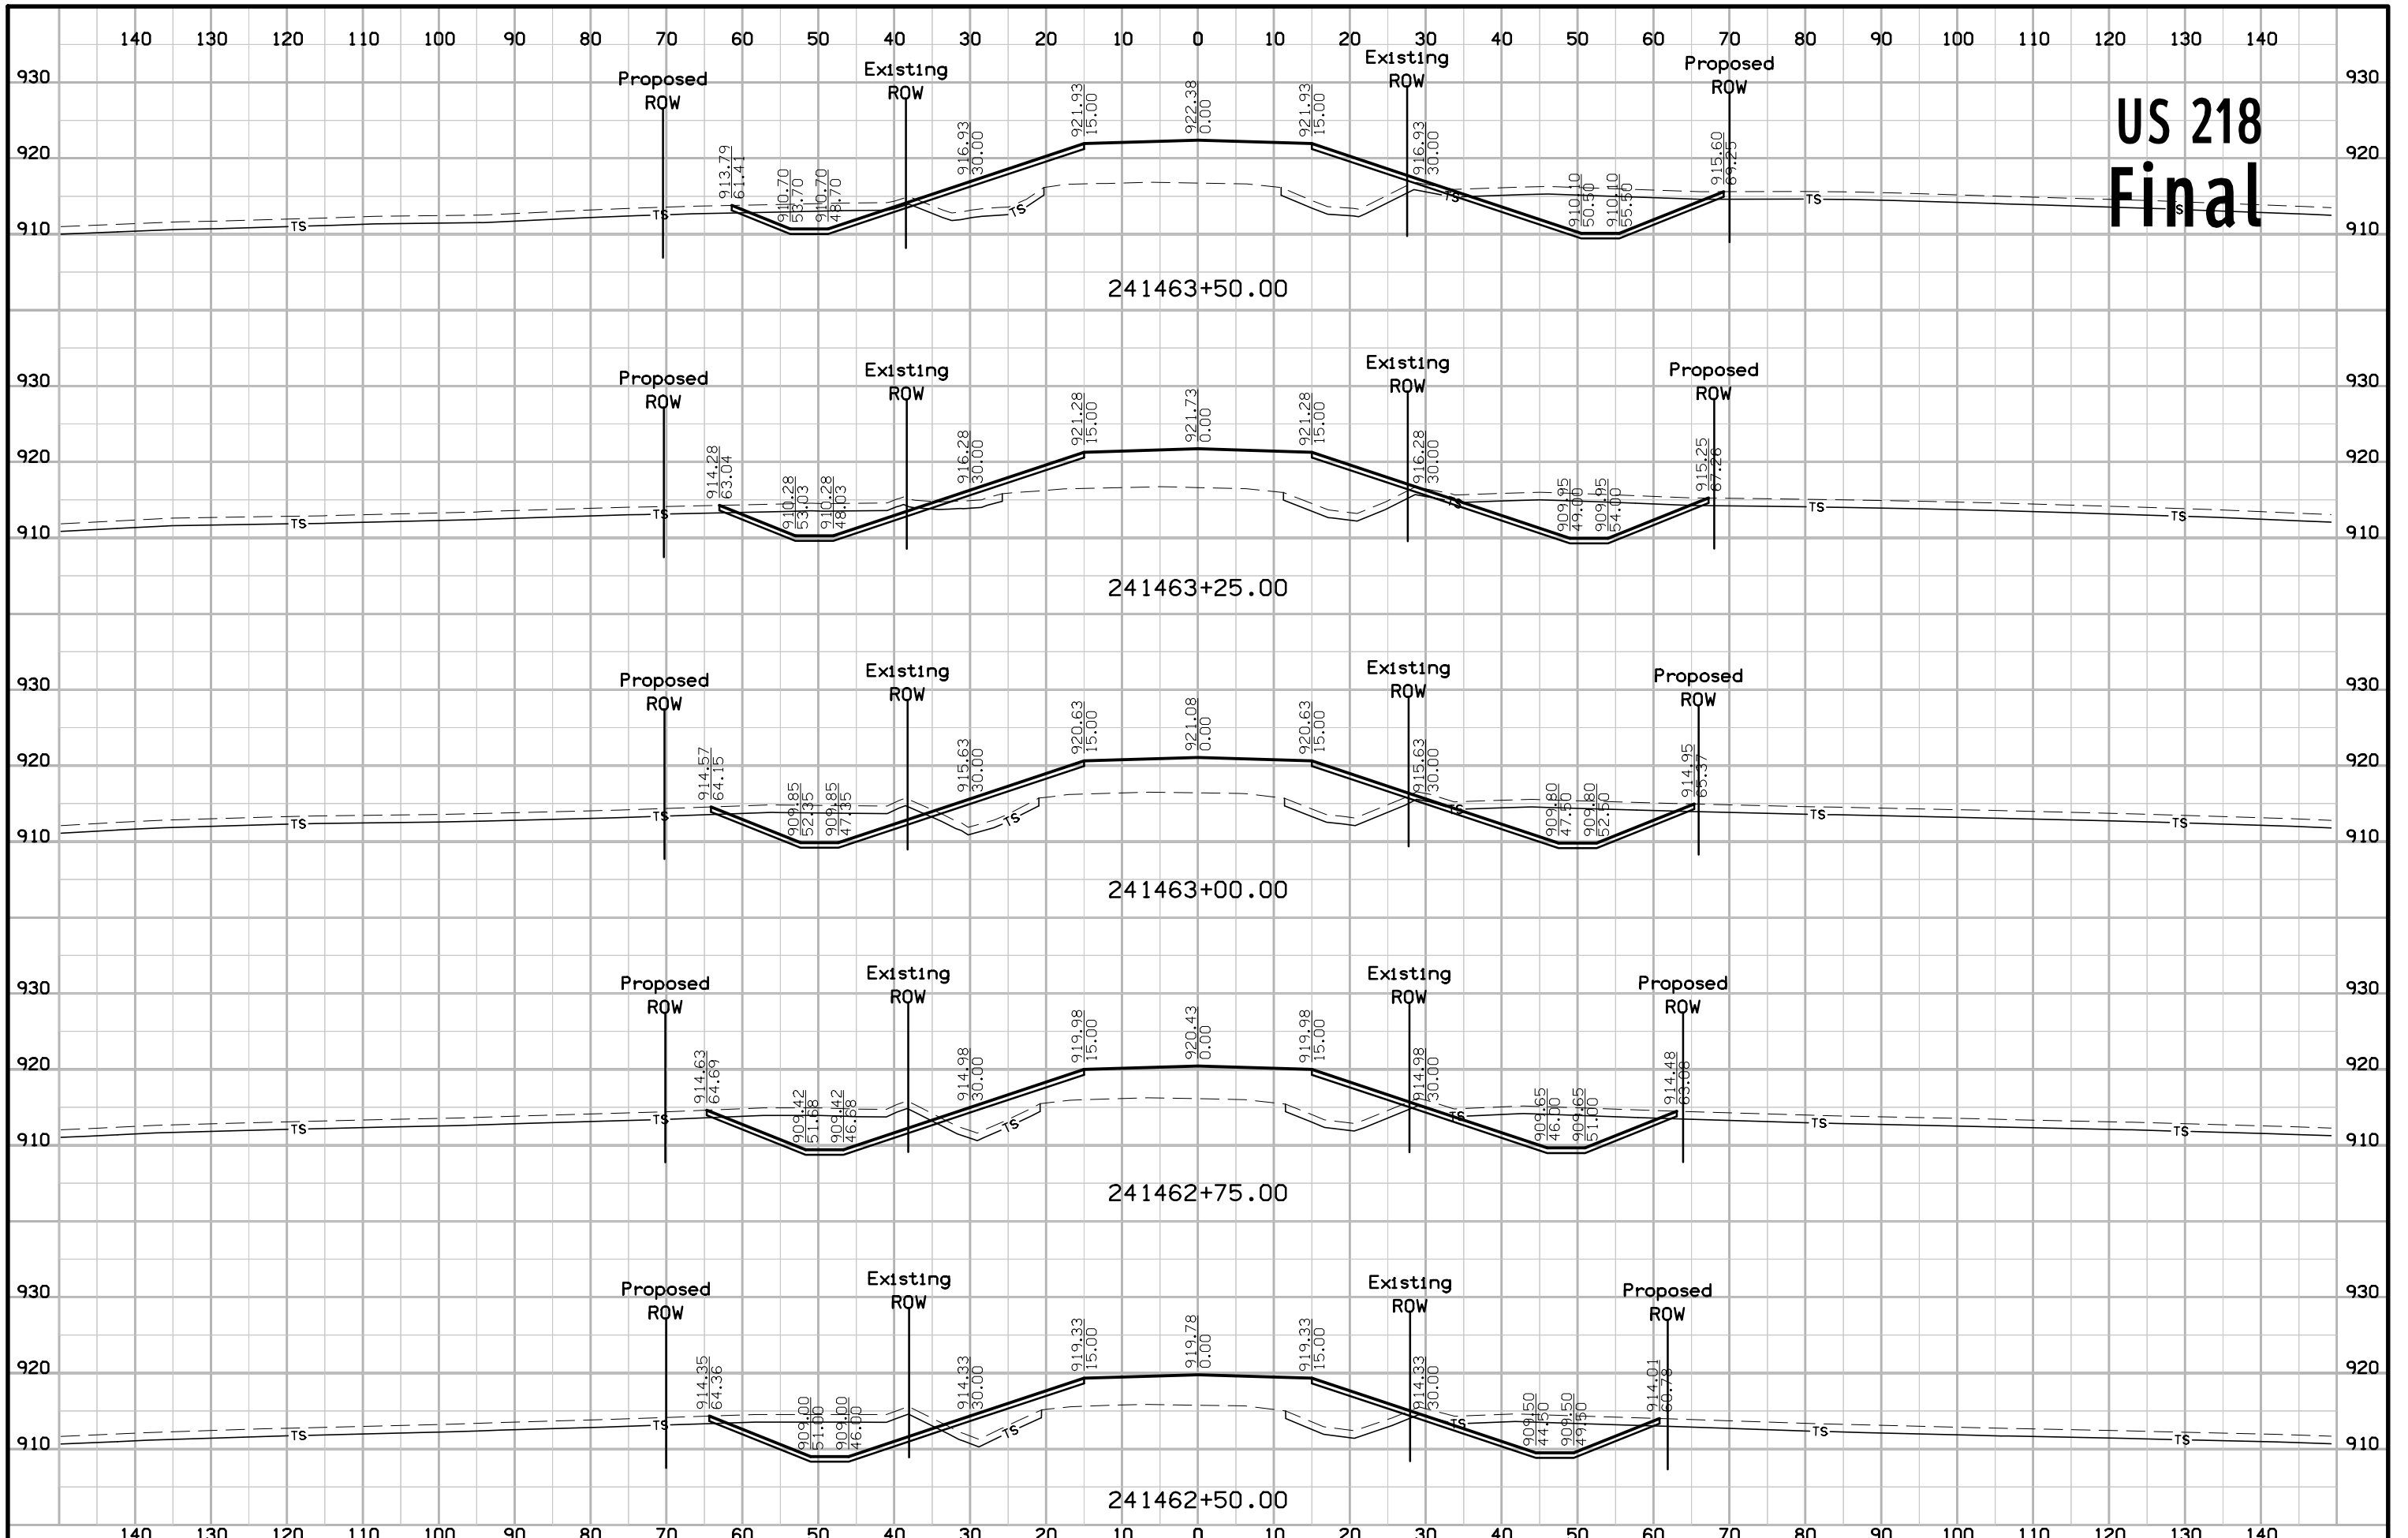 140 130 120 110 100 90 80 70 60 50 40 30 20 10 0 10 20 30 40 50 60 70 80 90 100 110 120 130 140
US 218
Final
930 930
920 920
910 910
Proposed ROW
Existing ROW
Existing ROW
Proposed ROW
913.79 61.41
910.70 53.70
910.70 48.70
916.93 30.00
921.93 15.00
922.38 0.00
921.93 15.00
916.93 30.00
910.10 50.50
910.10 55.50
915.60 69.25
TS TS TS TS TS
241463+50.00
930 930
920 920
910 910
Proposed ROW
Existing ROW
Existing ROW
Proposed ROW
914.28 63.04
910.28 53.03
910.28 48.03
916.28 30.00
921.28 15.00
921.73 0.00
921.28 15.00
916.28 30.00
909.95 49.00
909.95 54.00
915.25 67.26
TS TS TS TS TS
241463+25.00
930 930
920 920
910 910
Proposed ROW
Existing ROW
Existing ROW
Proposed ROW
914.57 64.15
909.85 52.35
909.85 47.35
915.63 30.00
920.63 15.00
921.08 0.00
920.63 15.00
915.63 30.00
909.80 47.50
909.80 52.50
914.95 65.37
TS TS TS TS TS TS
241463+00.00
930 930
920 920
910 910
Proposed ROW
Existing ROW
Existing ROW
Proposed ROW
914.63 64.69
909.42 51.68
909.42 46.68
914.98 30.00
919.98 15.00
920.43 0.00
919.98 15.00
914.98 30.00
909.65 46.00
909.65 51.00
914.48 63.08
TS TS TS TS TS TS
241462+75.00
930 930
920 920
910 910
Proposed ROW
Existing ROW
Existing ROW
Proposed ROW
914.35 64.36
909.00 51.00
909.00 46.00
914.33 30.00
919.33 15.00
919.78 0.00
919.33 15.00
914.33 30.00
909.50 44.50
909.50 49.50
914.01 60.78
TS TS TS TS TS TS
241462+50.00
140 130 120 110 100 90 80 70 60 50 40 30 20 10 0 10 20 30 40 50 60 70 80 90 100 110 120 130 140